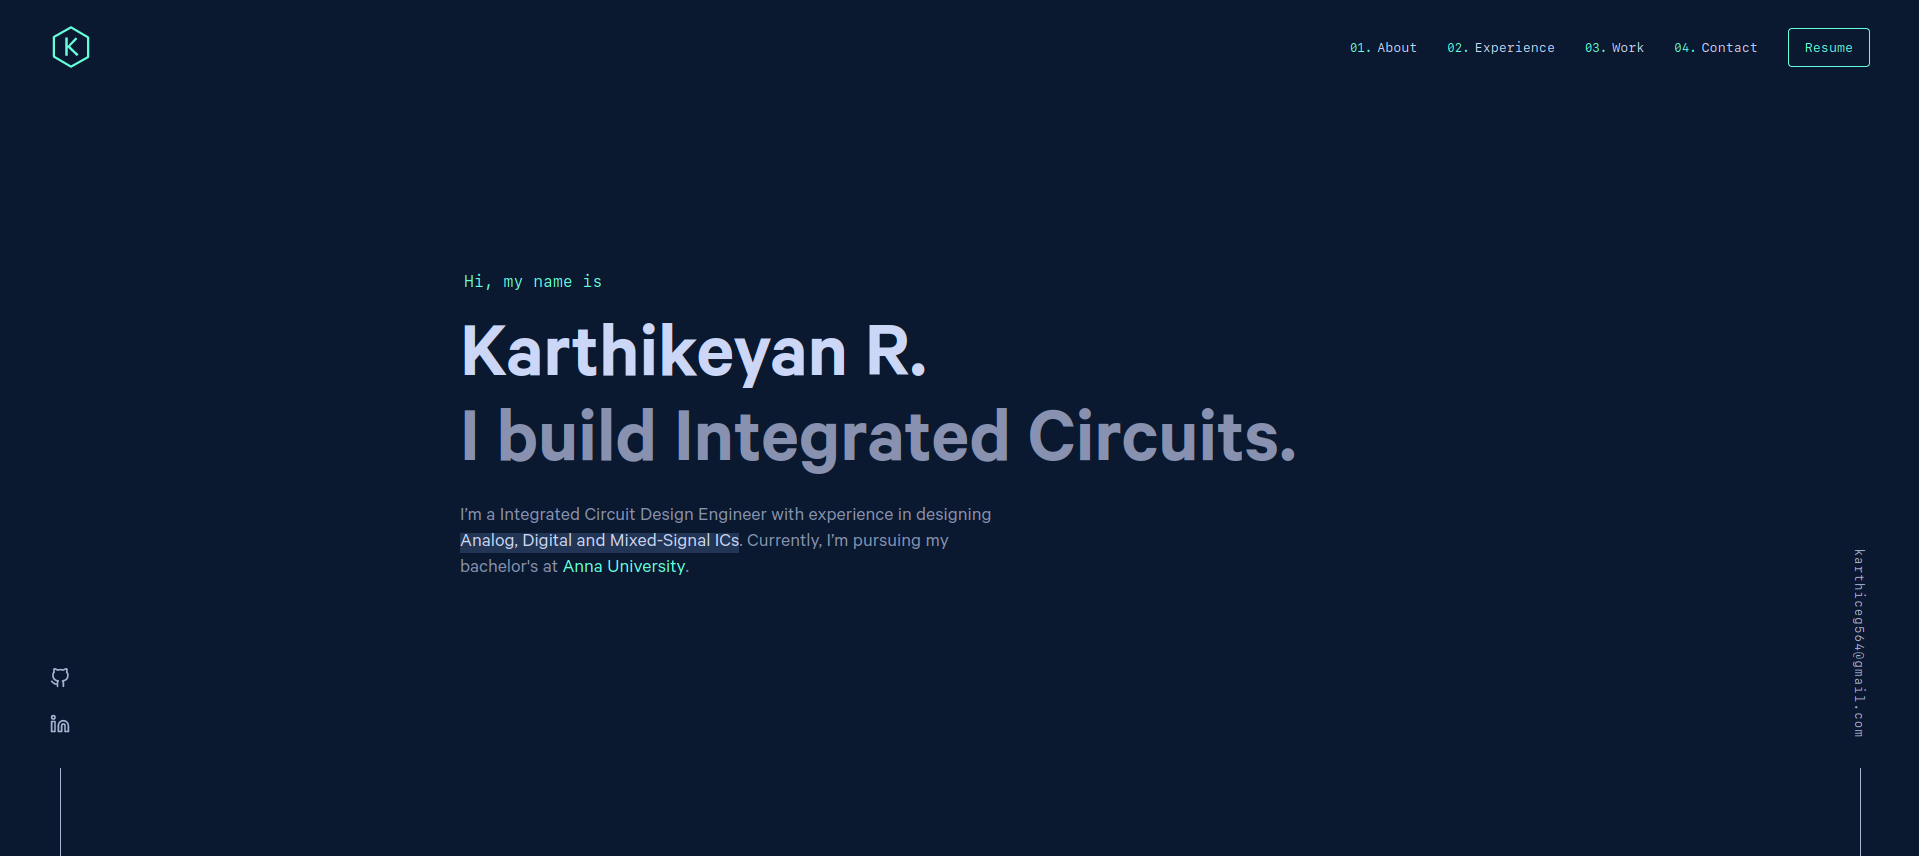 K
01. About 02. Experience 03. Work 04. Contact Resume
Hi, my name is
Karthikeyan R.
I build Integrated Circuits.
I’m a Integrated Circuit Design Engineer with experience in designing
Analog, Digital and Mixed-Signal ICs. Currently, I’m pursuing my
bachelor's at Anna University.
karthiceg564@gmail.com
in